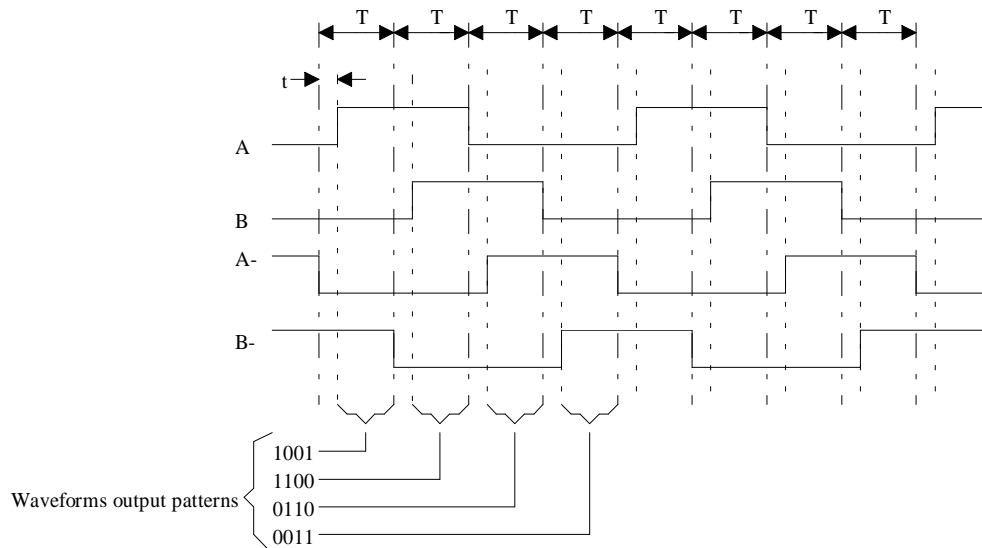 T T T T T T T T
t
A
B
A-
B-
1001
1100
Waveforms output patterns
0110
0011